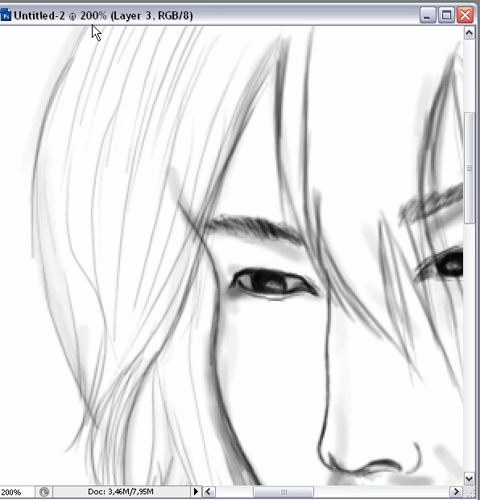 Untitled-2 @ 200% (Layer 3, RGB/8)
200%
Doc: 3,46M/7,95M